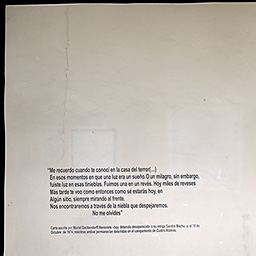 "Me recuerdo cuando te conocí en la casa del terror(...)
En esos momentos en que una luz era un sueño. O un milagro, sin embargo,
fuiste luz en esas tinieblas. Fuimos una en un revés. Hoy miles de reveses
Más tarde te veo como entonces como sé estarás hoy, en
Algún sitio, siempre mirando al frente.
Nos encontraremos a través de la niebla que despejaremos.
No me olvides"
Carta escrita por Muriel Dockendorff Navarrete -hoy detenida desaparecida- a su amiga Sandra Machuca, el 19 de
Octubre de 1974, mientras ambas permanecían detenidas en el campamento de Cuatro Álamos.